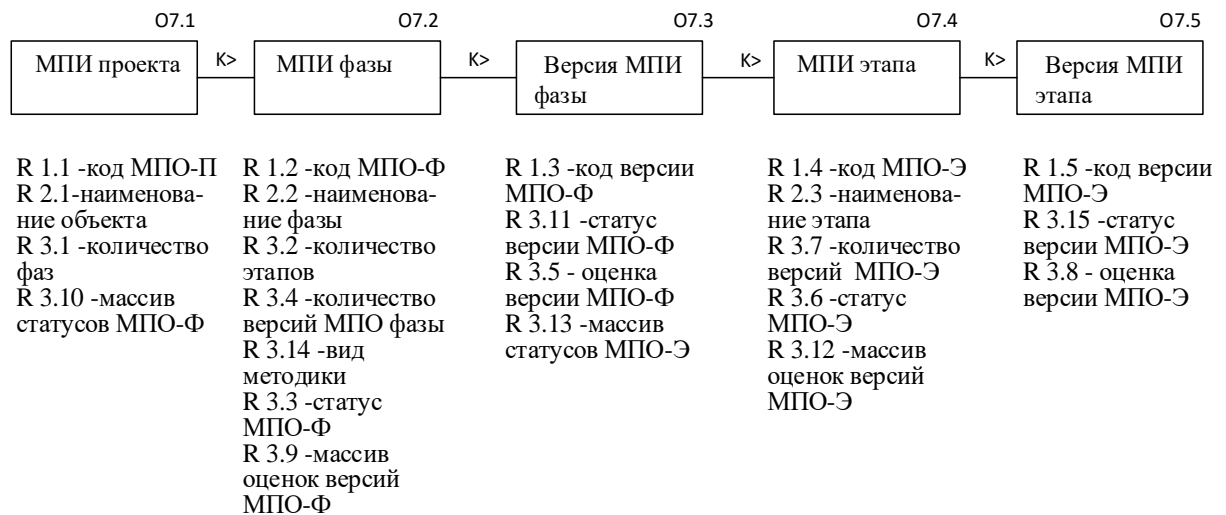 О7.1
О7.2
О7.3
О7.4
О7.5
МПИ проекта
К>
МПИ фазы
К>
Версия МПИ
фазы
К>
МПИ этапа
К>
Версия МПИ
этапа
R 1.1 -код МПО-П
R 2.1-наименова-
ние объекта
R 3.1 -количество
фаз
R 3.10 -массив
статусов МПО-Ф
R 1.2 -код МПО-Ф
R 2.2 -наименова-
ние фазы
R 3.2 -количество
этапов
R 3.4 -количество
версий МПО фазы
R 3.14 -вид
методики
R 3.3 -статус
МПО-Ф
R 3.9 -массив
оценок версий
МПО-Ф
R 1.3 -код версии
МПО-Ф
R 3.11 -статус
версии МПО-Ф
R 3.5 - оценка
версии МПО-Ф
R 3.13 -массив
статусов МПО-Э
R 1.4 -код МПО-Э
R 2.3 -наименова-
ние этапа
R 3.7 -количество
версий МПО-Э
R 3.6 -статус
МПО-Э
R 3.12 -массив
оценок версий
МПО-Э
R 1.5 -код версии
МПО-Э
R 3.15 -статус
версии МПО-Э
R 3.8 - оценка
версии МПО-Э